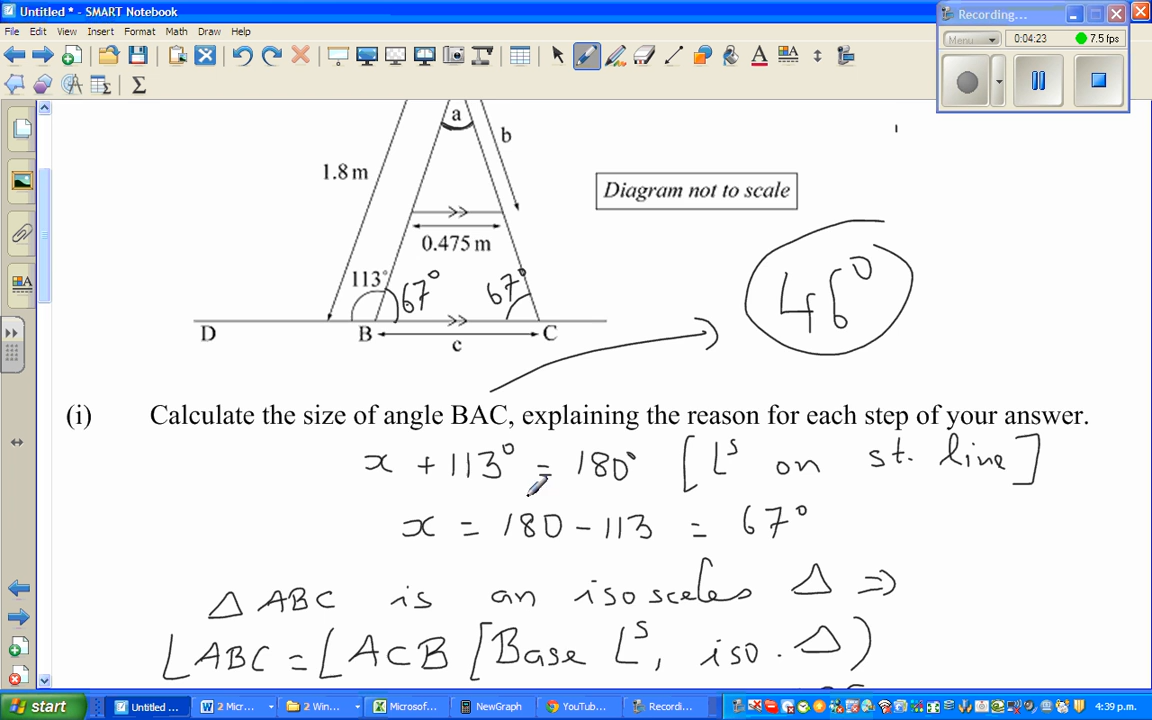 Untitled * - SMART Notebook
Recording...
File Edit View Insert Format Math Draw Help
Menu
0:04:23
7.5 fps
a
b
1.8 m
Diagram not to scale
0.475 m
46°
113°
67°
67°
D
B
C
c
(i) Calculate the size of angle BAC, explaining the reason for each step of your answer.
x + 113° = 180° [∠s on st. line]
x = 180 - 113 = 67°
Δ ABC is an isosceles Δ ⇒
∠ABC = ∠ACB [Base ∠s, iso. Δ)
start
Untitled
2 Micr...
2 Win...
Microsof...
NewGraph
YouTub...
Recordi...
4:39 p.m.